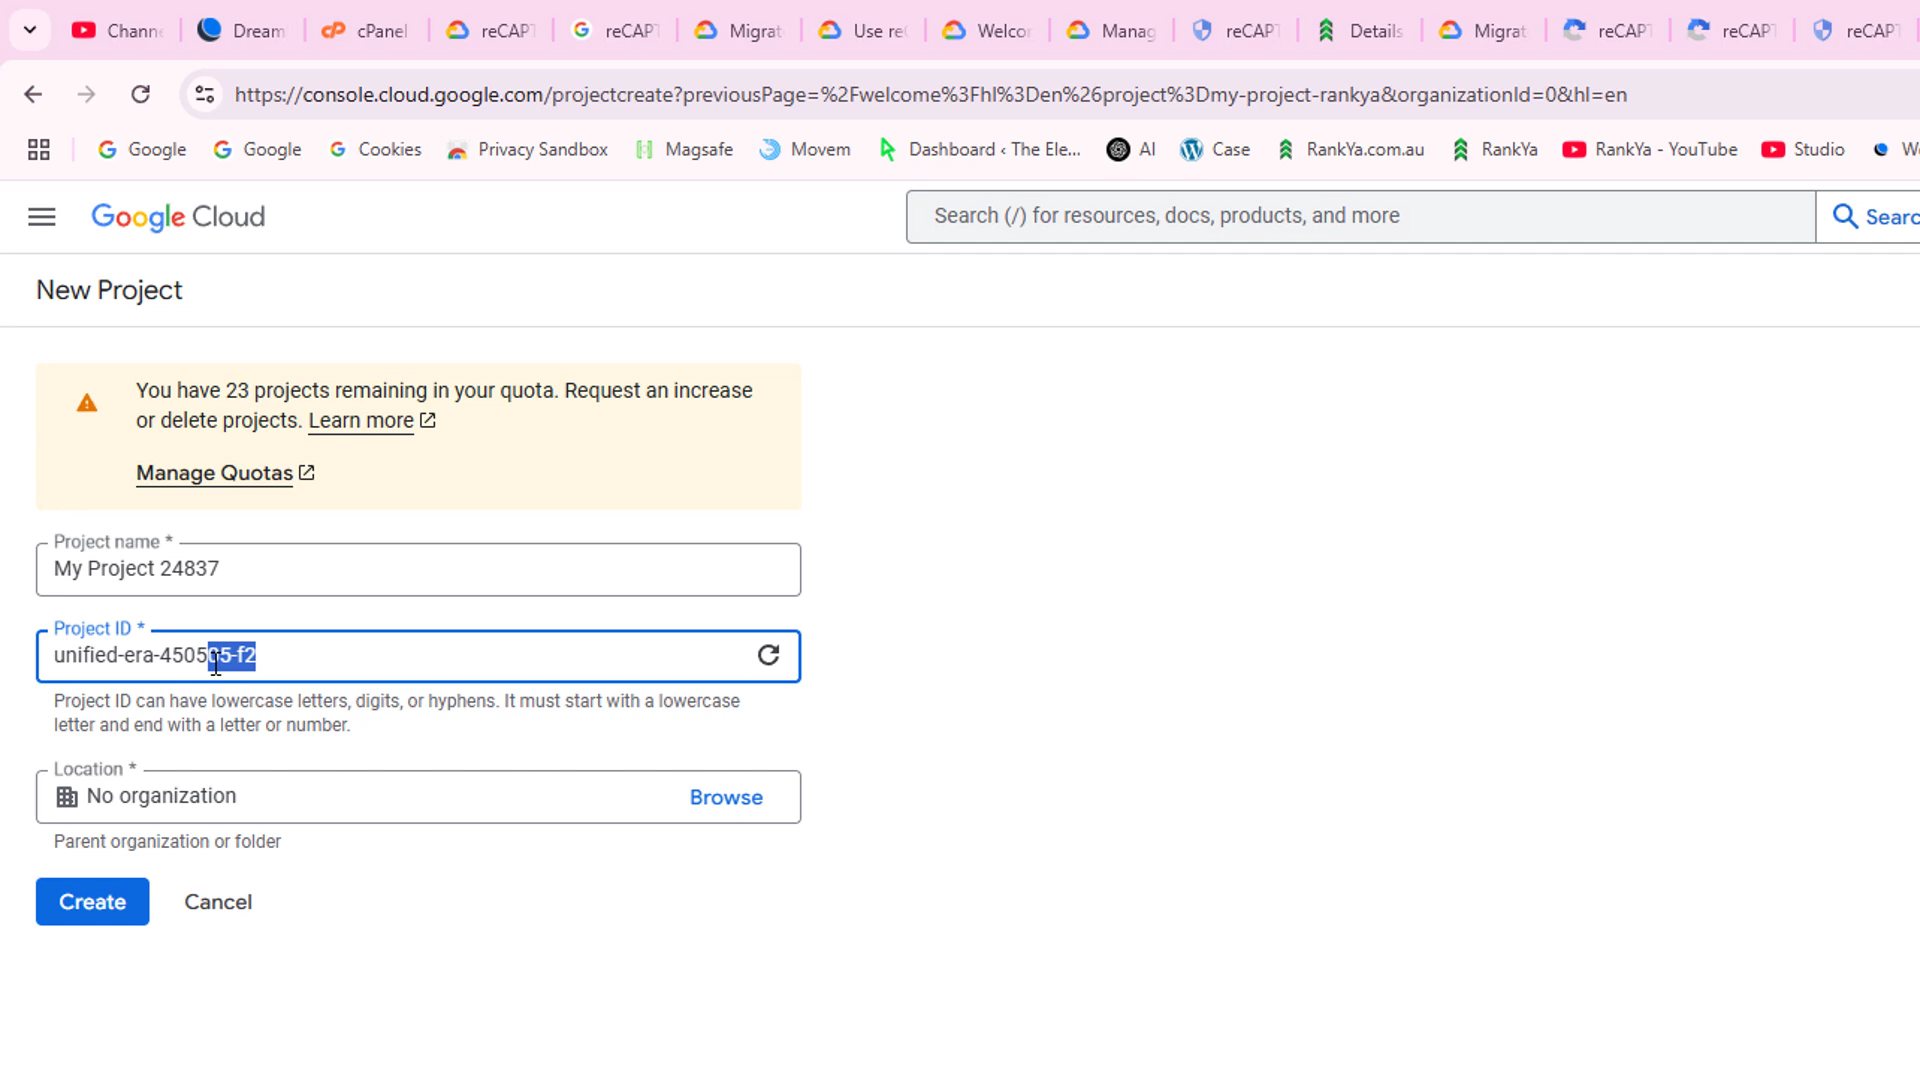 Chann Dream cPanel reCAPT reCAPT Migrat Use reC Welcor Manag reCAPT Details Migrat reCAPT reCAPT reCAPT
https://console.cloud.google.com/projectcreate?previousPage=%2Fwelcome%3Fhl%3Den%26project%3Dmy-project-rankya&organizationId=0&hl=en
Google Google Cookies Privacy Sandbox Magsafe Movem Dashboard ‹ The Ele... AI Case RankYa.com.au RankYa RankYa - YouTube Studio
Google Cloud Search (/) for resources, docs, products, and more Searc
New Project
You have 23 projects remaining in your quota. Request an increase
or delete projects. Learn more
Manage Quotas
Project name *
My Project 24837
Project ID *
Project ID can have lowercase letters, digits, or hyphens. It must start with a lowercase
letter and end with a letter or number.
Location *
No organization Browse
Parent organization or folder
Create Cancel